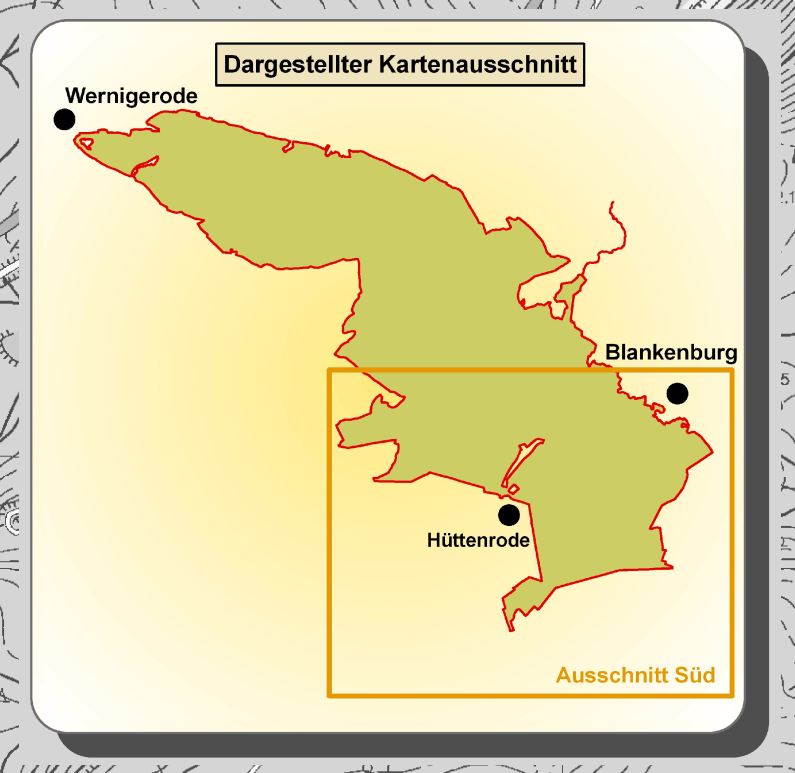 Dargestellter Kartenausschnitt
Wernigerode
Blankenburg
Hüttenrode
Ausschnitt Süd